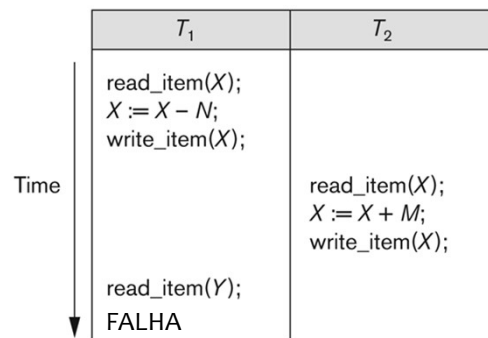 T1 T2
read_item(X);
X := X – N;
write_item(X);
Time
read_item(X);
X := X + M;
write_item(X);
read_item(Y);
FALHA